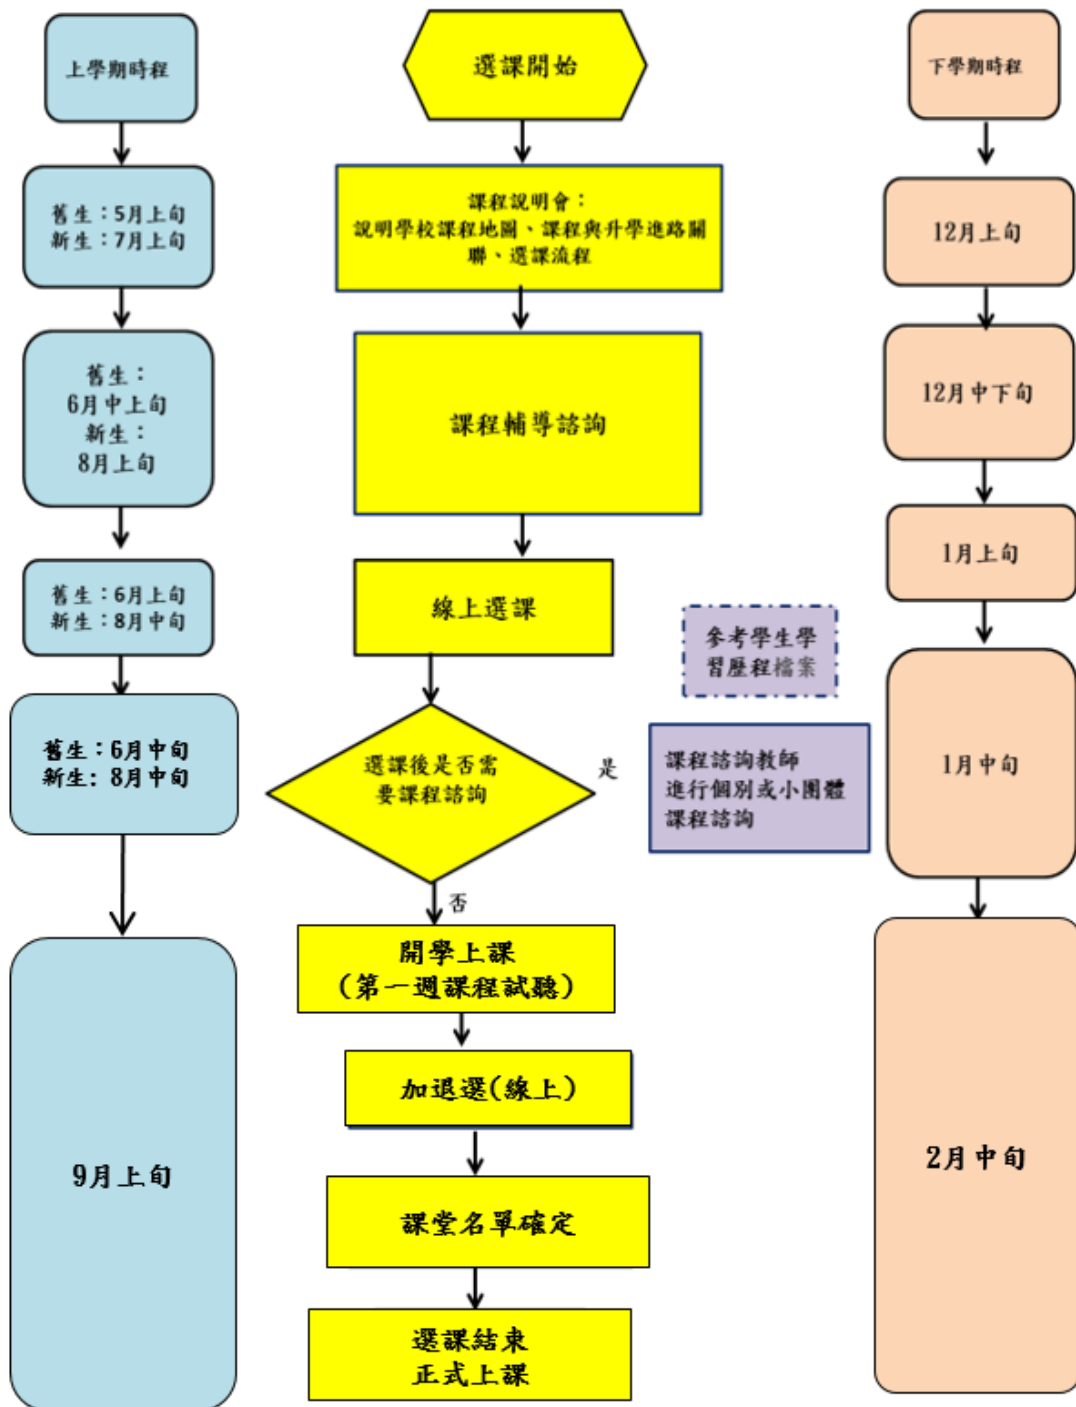 上學期時程
選課開始
下學期時程
舊生：5月上旬
新生：7月上旬
課程說明會：
說明學校課程地圖、課程與升學進路關
聯、選課流程
12月上旬
舊生：
6月中上旬
新生：
8月上旬
課程輔導諮詢
12月中下旬
舊生：6月上旬
新生：8月中旬
線上選課
1月上旬
參考學生學
習歷程檔案
舊生：6月中旬
新生: 8月中旬
選課後是否需
要課程諮詢
是
課程諮詢教師
進行個別或小團體
課程諮詢
1月中旬
否
開學上課
(第一週課程試聽)
加退選(線上)
9月上旬
2月中旬
課堂名單確定
選課結束
正式上課